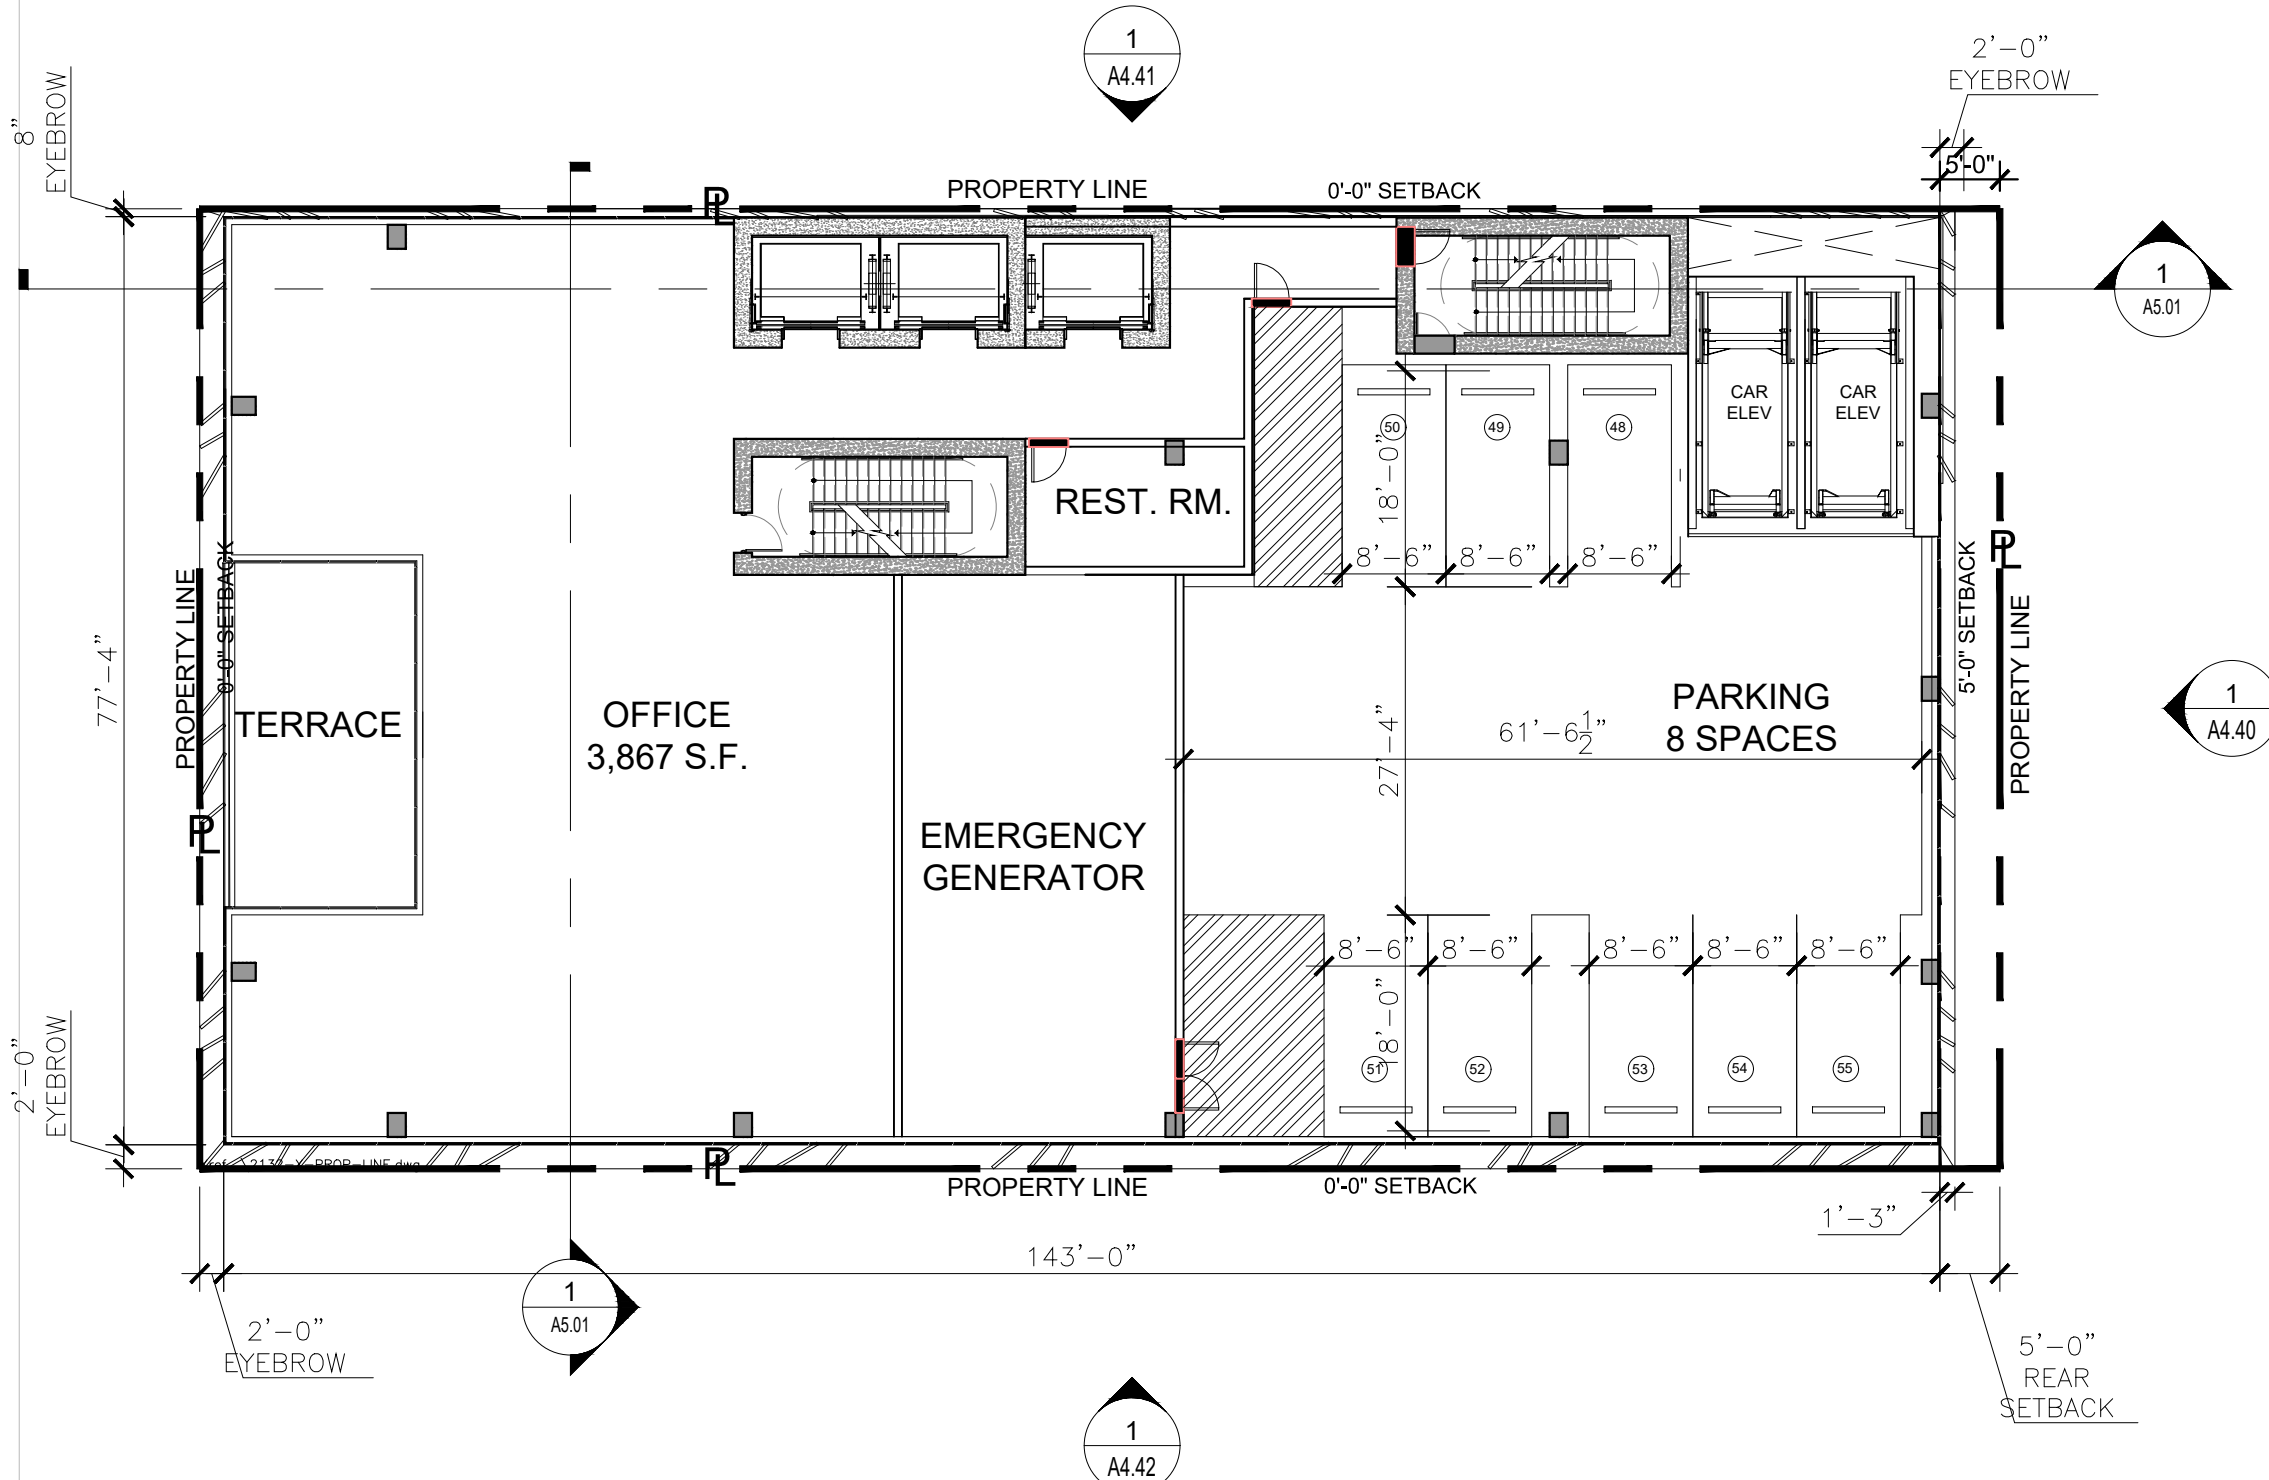 1
A4.41
2'-0"
EYEBROW
8"
EYEBROW
5'-0"
PL
PROPERTY LINE
0'-0" SETBACK
1
A5.01
CAR
ELEV
CAR
ELEV
50
49
48
18'-0"
REST. RM.
8'-6"
8'-6"
8'-6"
PL
0'-0" SETBACK
PROPERTY LINE
5'-0" SETBACK
PROPERTY LINE
77'-4"
TERRACE
OFFICE
3,867 S.F.
PARKING
8 SPACES
61'-6 1/2"
27'-4"
1
A4.40
EMERGENCY
GENERATOR
PL
8'-6"
8'-6"
8'-6"
8'-6"
8'-6"
18'-0"
51
52
53
54
55
2'-0"
EYEBROW
2132-X-PROP-LINE.dwg
PL
PROPERTY LINE
0'-0" SETBACK
1'-3"
143'-0"
1
A5.01
2'-0"
EYEBROW
5'-0"
REAR
SETBACK
1
A4.42